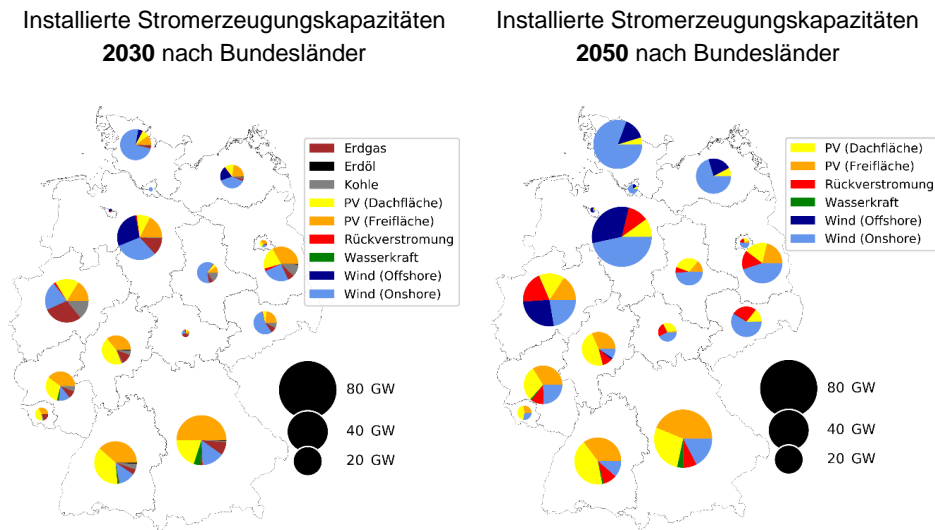 Installierte Stromerzeugungskapazitäten
2030 nach Bundesländer
Erdgas
Erdöl
Kohle
PV (Dachfläche)
PV (Freifläche)
Rückverstromung
Wasserkraft
Wind (Offshore)
Wind (Onshore)
80 GW
40 GW
20 GW
Installierte Stromerzeugungskapazitäten
2050 nach Bundesländer
PV (Dachfläche)
PV (Freifläche)
Rückverstromung
Wasserkraft
Wind (Offshore)
Wind (Onshore)
80 GW
40 GW
20 GW